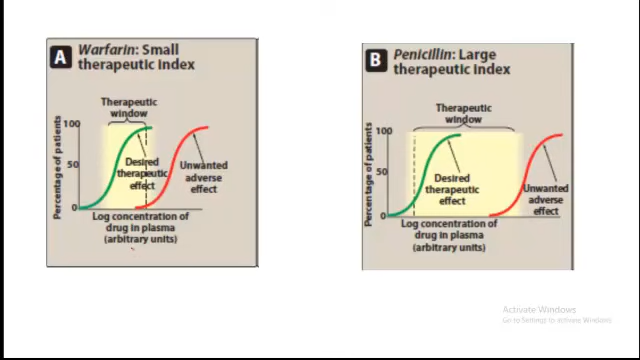 A
Warfarin: Small
therapeutic index
Therapeutic
window
Percentage of patients
100
50
0
Desired
therapeutic
effect
Unwanted
adverse
effect
Log concentration of
drug in plasma
(arbitrary units)
B
Penicillin: Large
therapeutic index
Therapeutic
window
Percentage of patients
100
50
0
Desired
therapeutic
effect
Unwanted
adverse
effect
Log concentration of
drug in plasma
(arbitrary units)
Activate Windows
Go to Settings to activate Windows.